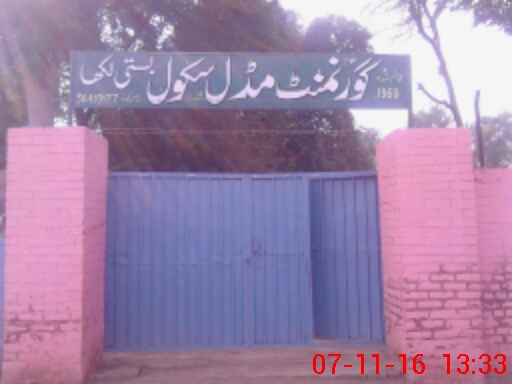 گورنمنٹ مڈل سکول بستی لکھا
1969
07-11-16 13:33